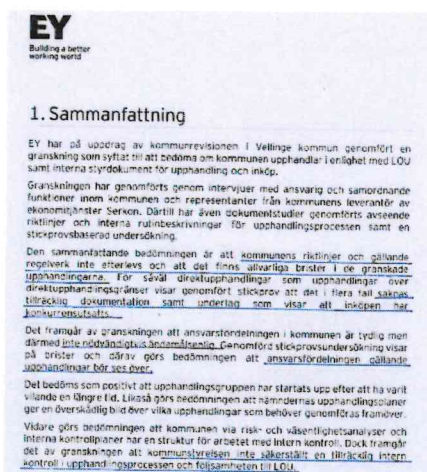 EY
Building a better
working world
1. Sammanfattning
EY har på uppdrag av kommunrevisionen i Vellinge kommun genomfört en
granskning som syftat till att bedöma om kommunen upphandlar i enlighet med LOU
samt interna styrdokument för upphandling och inköp.
Granskningen har genomförts genom intervjuer med ansvarig och samordnande
funktioner inom kommunen och representanter från kommunens leverantör av
ekonomitjänster Serkon. Därtill har även dokumentstudier genomförts avseende
riktlinjer och interna rutinbeskrivningar för upphandlingsprocessen samt en
stickprovsbaserad undersökning.
Den sammanfattande bedömningen är att kommunens riktlinjer och gällande
regelverk inte efterlevs och att det finns allvarliga brister i de granskade
upphandlingarna. För såväl direktupphandlingar som upphandlingar över
direktupphandlingsgränser visar genomfört stickprov att det i flera fall saknas
tillräcklig dokumentation samt underlag som visar att inköpen har
konkurrensutsatts.
Det framgår av granskningen att ansvarsfördelningen i kommunen är tydlig men
därmed inte nödvändigtvis ändamålsenlig. Genomförd stickprovsundersökning visar
på brister och därav görs bedömningen att ansvarsfördelningen gällande
upphandlingar bör ses över.
Det bedöms som positivt att upphandlingsgruppen har startats upp efter att ha varit
vilande en längre tid. Likaså görs bedömningen att nämndernas upphandlingsplaner
ger en överskådlig bild över vilka upphandlingar som behöver genomföras framöver.
Vidare görs bedömningen att kommunen via risk- och väsentlighetsanalyser och
interna kontrollplaner har en struktur för arbetet med intern kontroll. Dock framgår
det av granskningen att kommunstyrelsen inte säkerställt en tillräcklig intern
kontroll i upphandlingsprocessen och följsamheten till LOU.